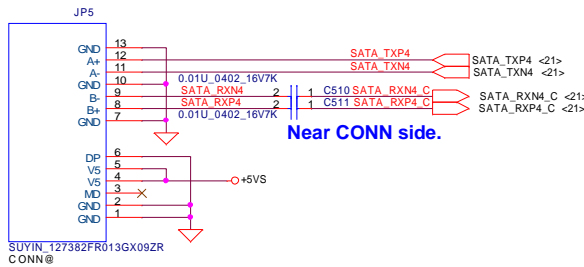 JP5
GND 13
A+ 12 SATA_TXP4 SATA_TXP4 <21>
A- 11 SATA_TXN4 SATA_TXN4 <21>
GND 10 0.01U_0402_16V7K
B- 9 SATA_RXN4 2 1 C510 SATA_RXN4_C SATA_RXN4_C <21>
B+ 8 SATA_RXP4 2 1 C511 SATA_RXP4_C SATA_RXP4_C <21>
GND 7 0.01U_0402_16V7K
Near CONN side.
DP 6
V5 5
V5 4 +5VS
MD 3
GND 2
GND 1
SUYIN_127382FR013GX09ZR
CONN@